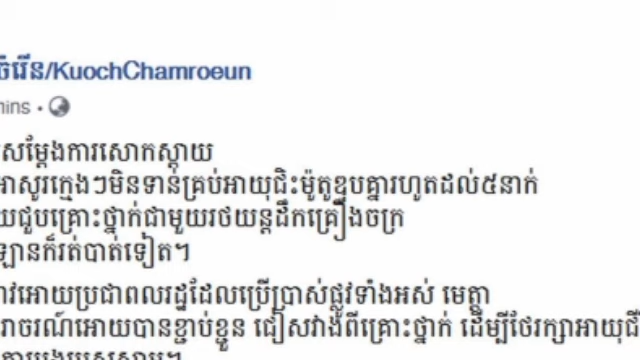 ចំរើន/KuochChamroeun
mins
សម្តែងការសោកស្តាយ
អាសូរក្មេងៗមិនទាន់គ្រប់អាយុជិះម៉ូតូឌុបគ្នារហូតដល់៥នាក់
យជួបគ្រោះថ្នាក់ជាមួយរថយន្តដឹកគ្រឿងចក្រ
ឡានក៏រត់បាត់ទៀត។
វអោយប្រជាពលរដ្ឋដែលប្រើប្រាស់ផ្លូវទាំងអស់ មេត្តា
រាចរណ៍អោយបានខ្ជាប់ខ្ជួន ជៀសវាងពីគ្រោះថ្នាក់ ដើម្បីថែរក្សាអាយុជី